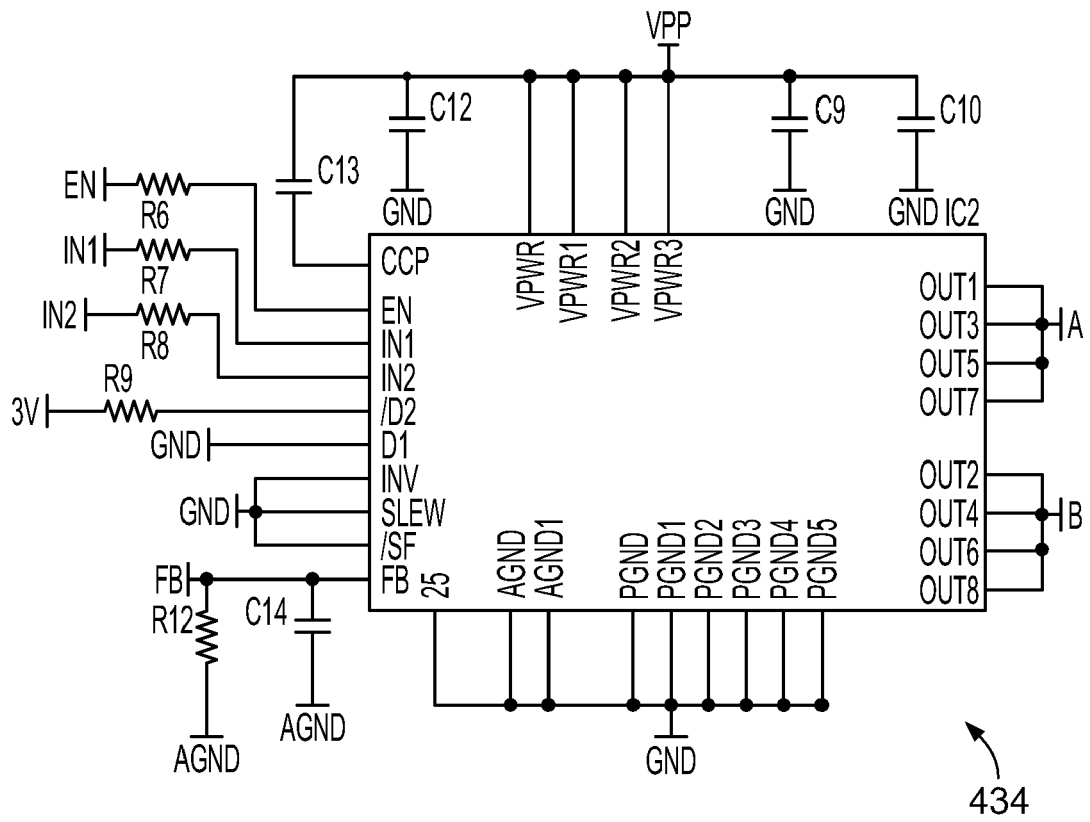 VPP
C12
C9
C10
C13
EN
R6
GND
GND
GND
IC2
IN1
R7
IN2
R8
CCP
VPWR
VPWR1
VPWR2
VPWR3
EN
IN1
IN2
OUT1
OUT3
A
OUT5
OUT7
R9
3V
/D2
GND
D1
INV
GND
SLEW
/SF
FB
FB
25
AGND
AGND1
PGND
PGND1
PGND2
PGND3
PGND4
PGND5
OUT2
OUT4
B
OUT6
OUT8
R12
C14
AGND
AGND
GND
434